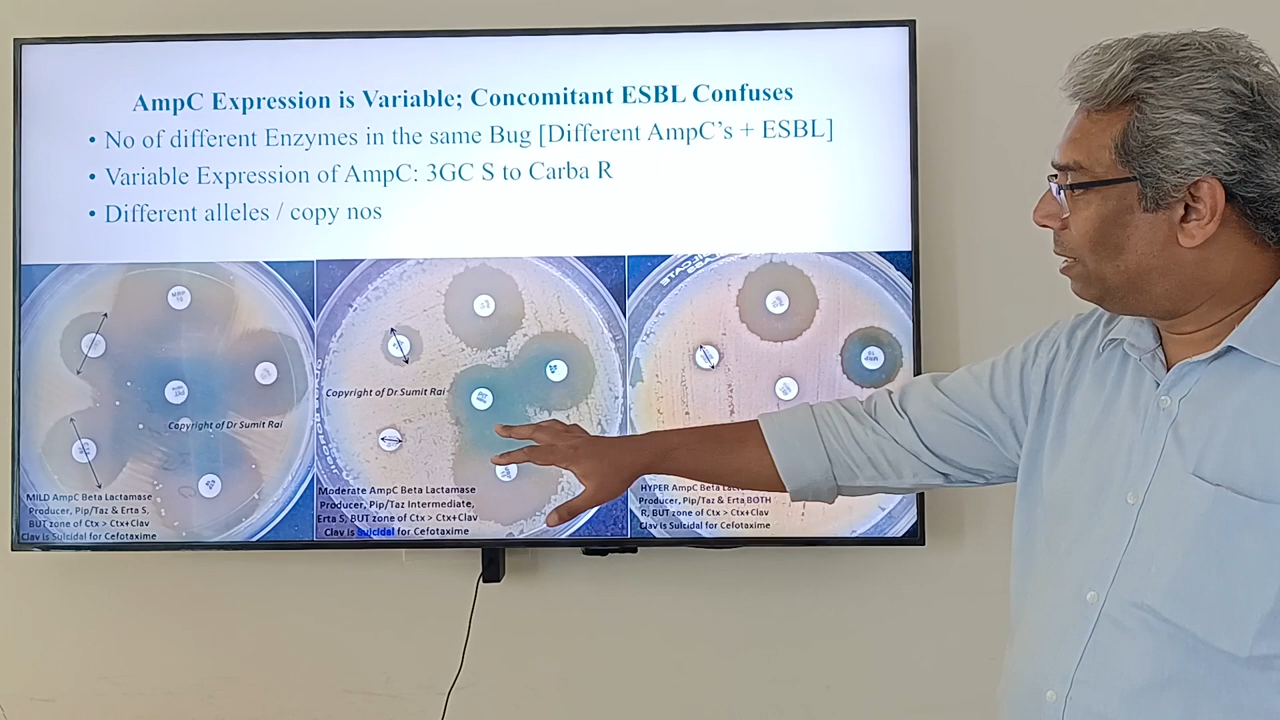 AmpC Expression is Variable; Concomitant ESBL Confuses
• No of different Enzymes in the same Bug [Different AmpC's + ESBL]
• Variable Expression of AmpC: 3GC S to Carba R
• Different alleles / copy nos
MRP
10
Copyright of Dr Sumit Rai
MILD AmpC Beta Lactamase
Producer, Pip/Taz & Erta S,
BUT zone of Ctx > Ctx+Clav
Clav is Suicidal for Cefotaxime
Copyright of Dr Sumit Rai
Moderate AmpC Beta Lactamase
Producer, Pip/Taz Intermediate,
Erta S, BUT zone of Ctx > Ctx+Clav
Clav is Suicidal for Cefotaxime
MRP
10
HYPER AmpC Beta
Producer, Pip/Taz & Erta BOTH
R, BUT zone of Ctx > Ctx+Clav
Clav is Suicidal for Cefotaxime